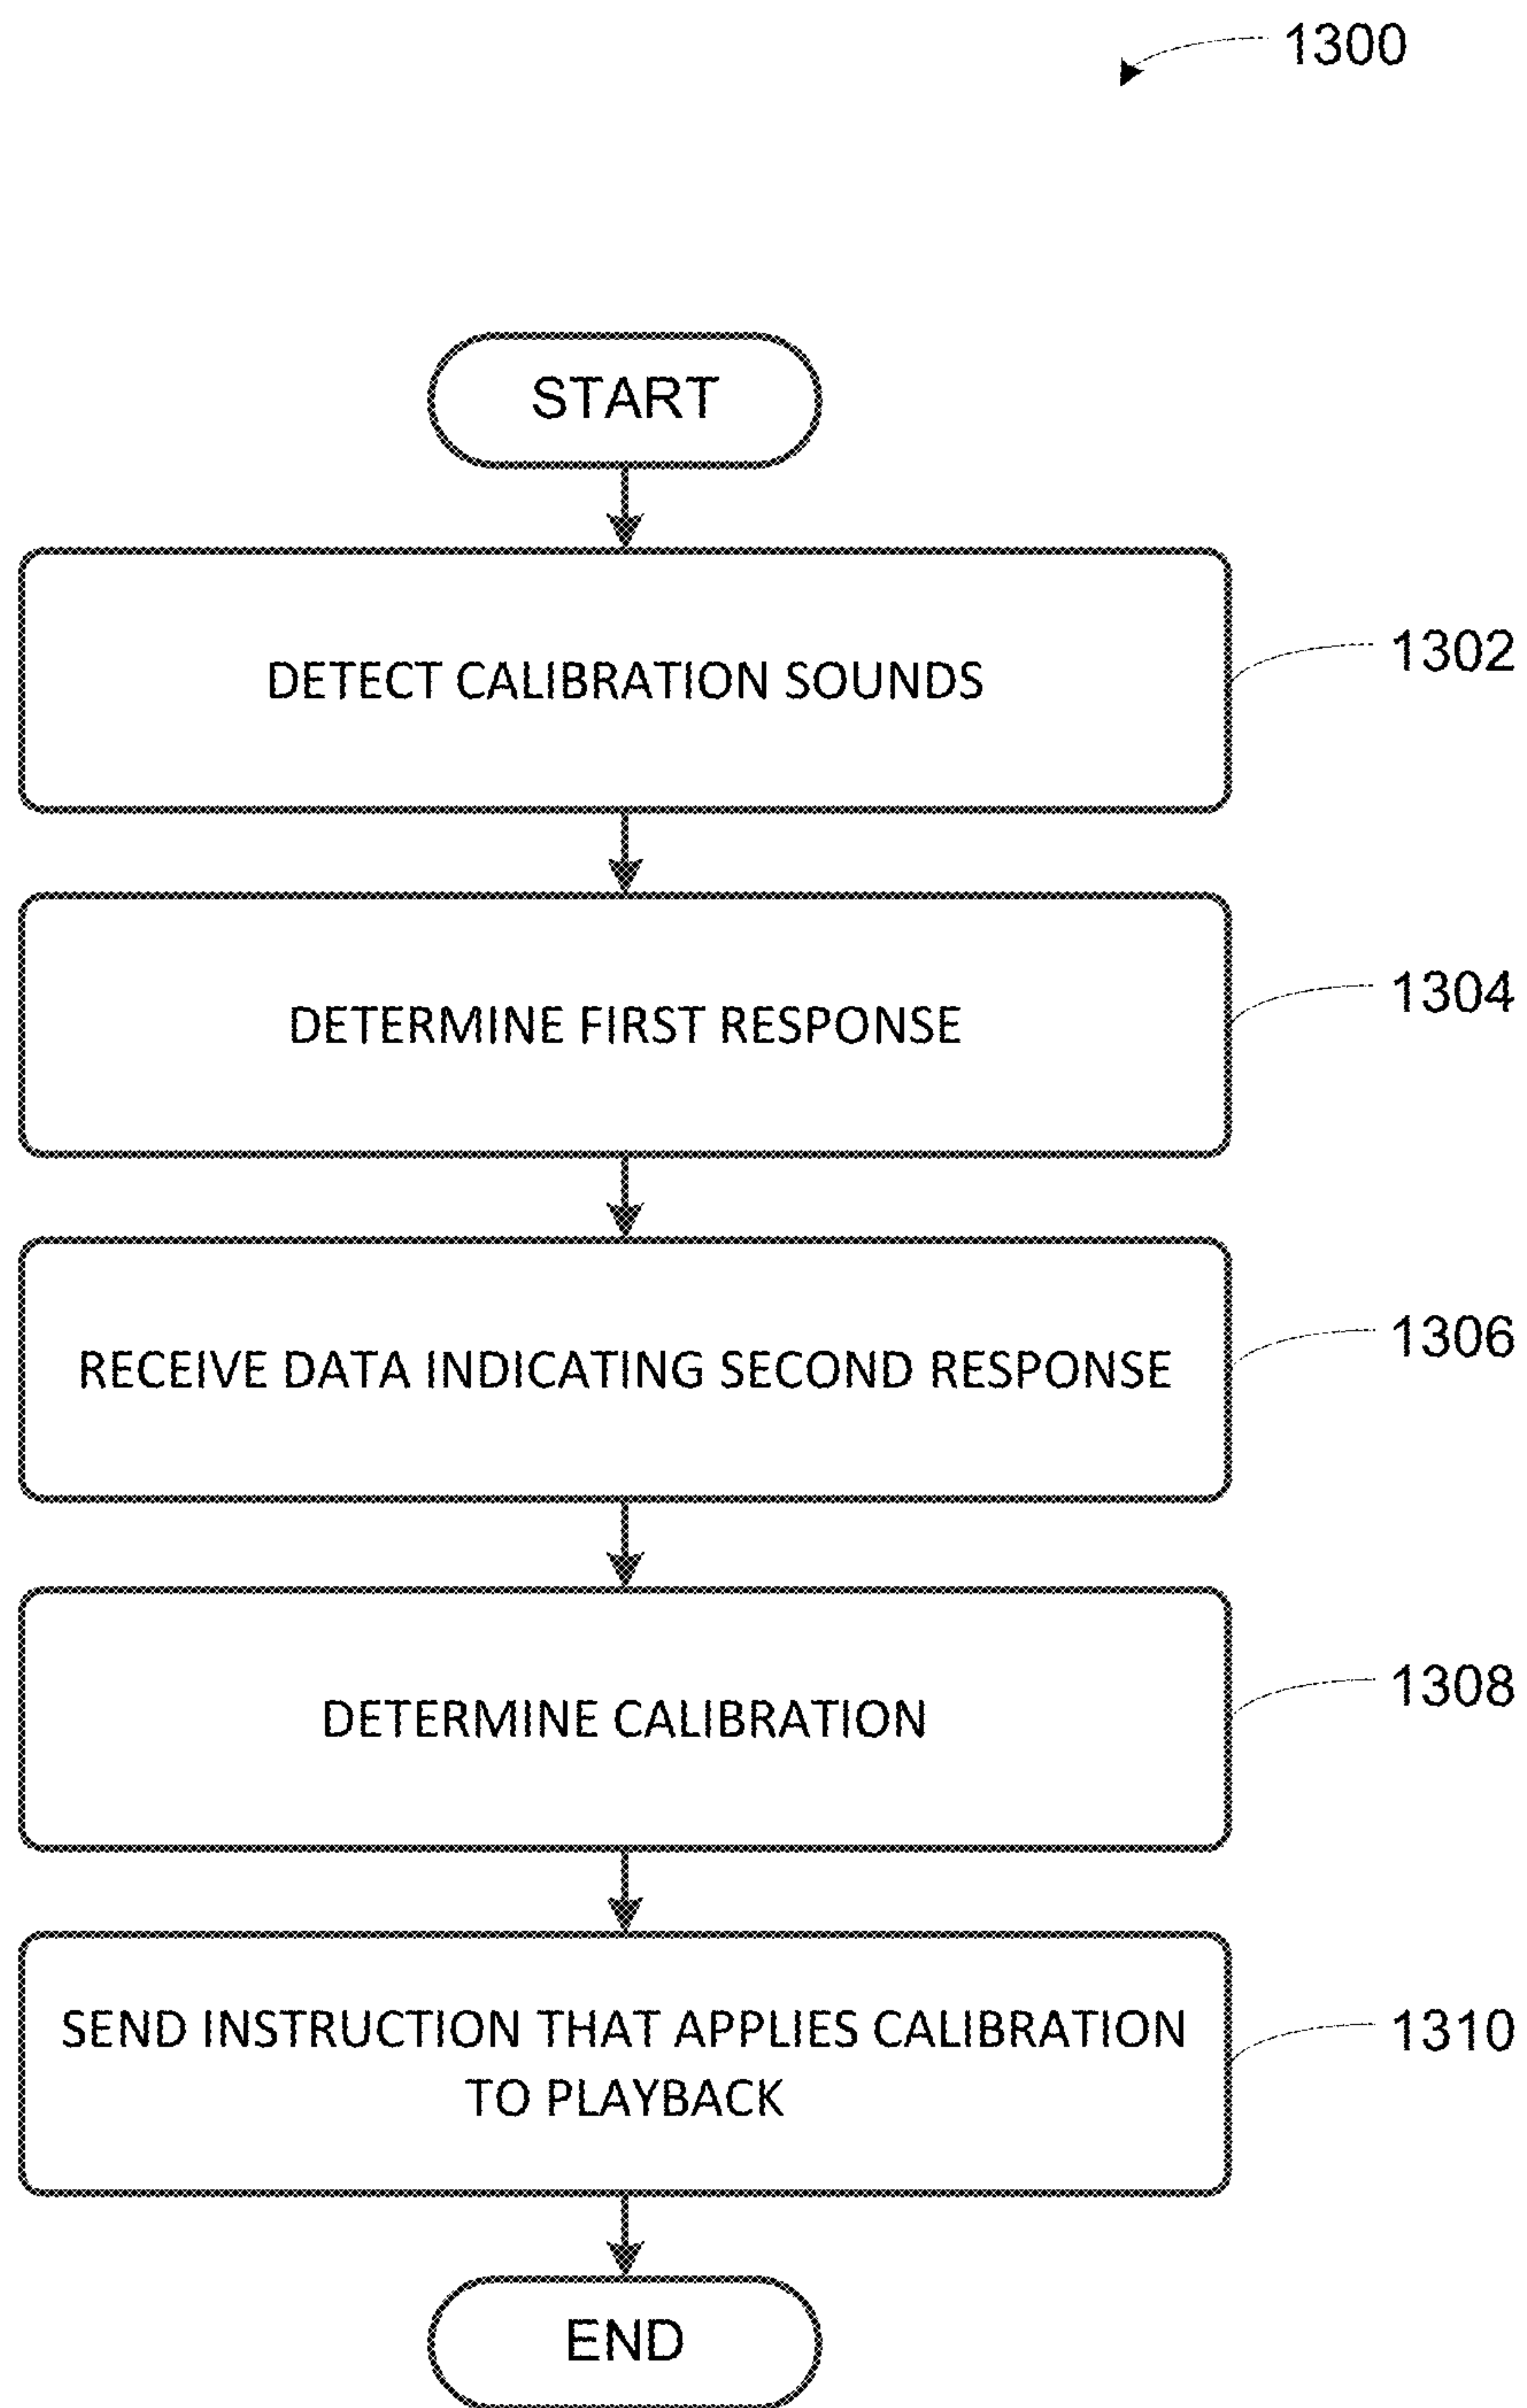 1300
START
DETECT CALIBRATION SOUNDS
1302
DETERMINE FIRST RESPONSE
1304
RECEIVE DATA INDICATING SECOND RESPONSE
1306
DETERMINE CALIBRATION
1308
SEND INSTRUCTION THAT APPLIES CALIBRATION
TO PLAYBACK
1310
END